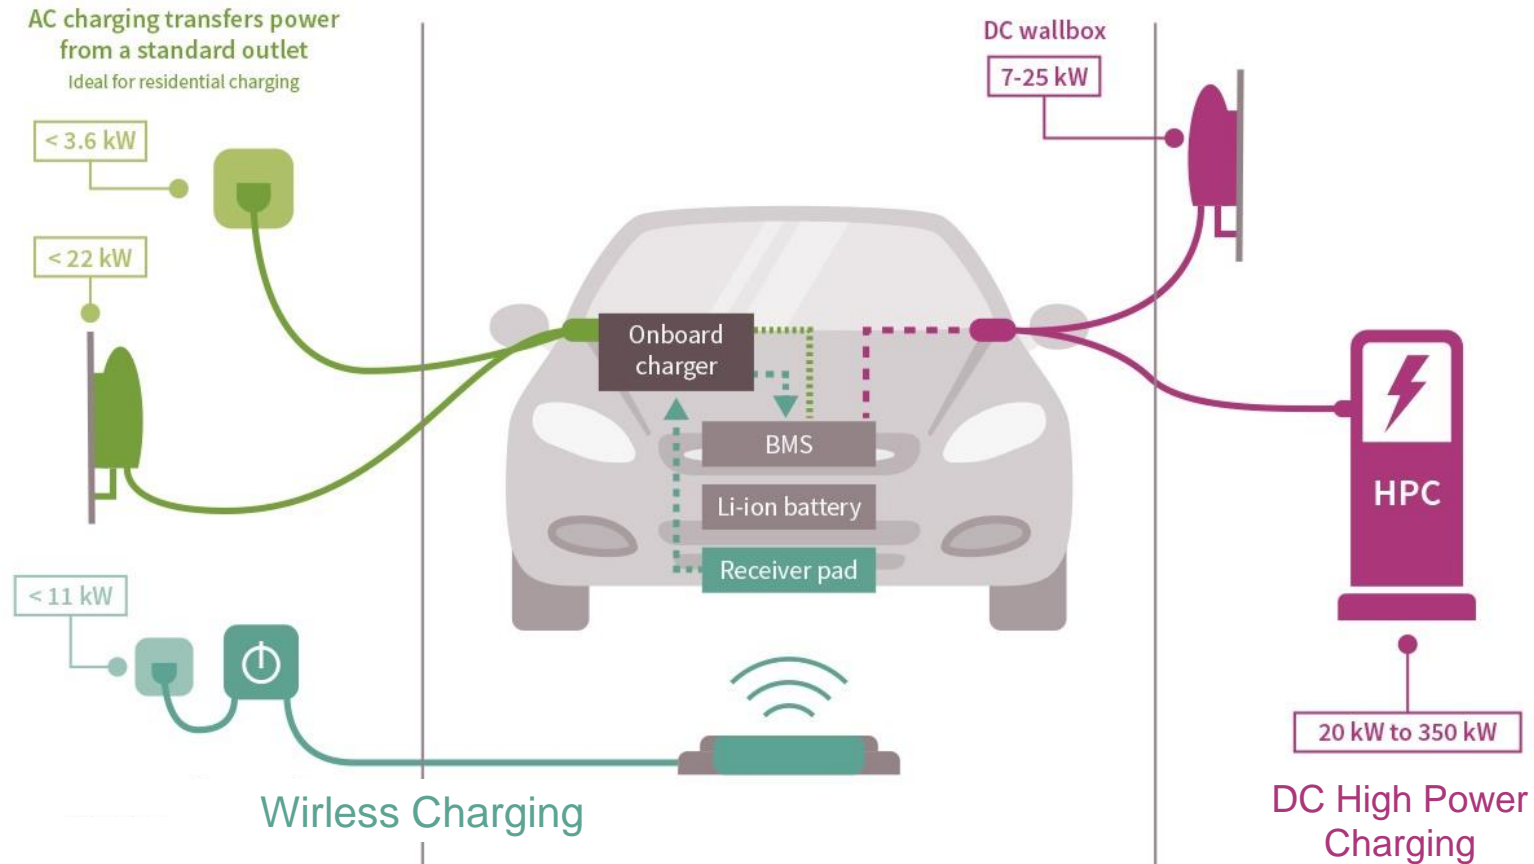 AC charging transfers power
from a standard outlet
Ideal for residential charging
< 3.6 kW
< 22 kW
< 11 kW
Wirless Charging
Onboard
charger
BMS
Li-ion battery
Receiver pad
DC wallbox
7-25 kW
HPC
20 kW to 350 kW
DC High Power
Charging